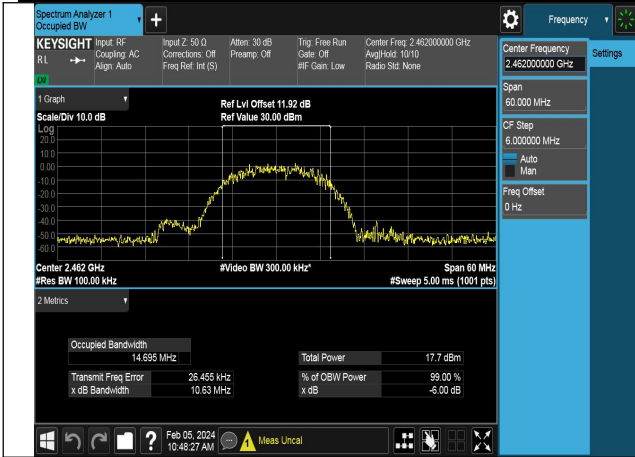 Spectrum Analyzer 1
Occupied BW
Frequency
KEYSIGHT
R L
Input: RF
Coupling: AC
Align: Auto
Input Z: 50 Ω
Corrections: Off
Freq Ref: Int (S)
Atten: 30 dB
Preamp: Off
Trig: Free Run
Gate: Off
#IF Gain: Low
Center Freq: 2.462000000 GHz
Avg|Hold: 10/10
Radio Std: None
Center Frequency
2.462000000 GHz
Settings
Span
60.000 MHz
CF Step
6.000000 MHz
Auto
Man
Freq Offset
0 Hz
1 Graph
Scale/Div 10.0 dB
Ref Lvl Offset 11.92 dB
Ref Value 30.00 dBm
Log
20.0
10.0
0.00
-10.0
-20.0
-30.0
-40.0
-50.0
-60.0
Center 2.462 GHz
#Res BW 100.00 kHz
#Video BW 300.00 kHz*
Span 60 MHz
#Sweep 5.00 ms (1001 pts)
2 Metrics
Occupied Bandwidth
14.695 MHz
Total Power 17.7 dBm
Transmit Freq Error 26.455 kHz
% of OBW Power 99.00 %
x dB Bandwidth 10.63 MHz
x dB -6.00 dB
?
Feb 05, 2024
10:48:27 AM
Meas Uncal